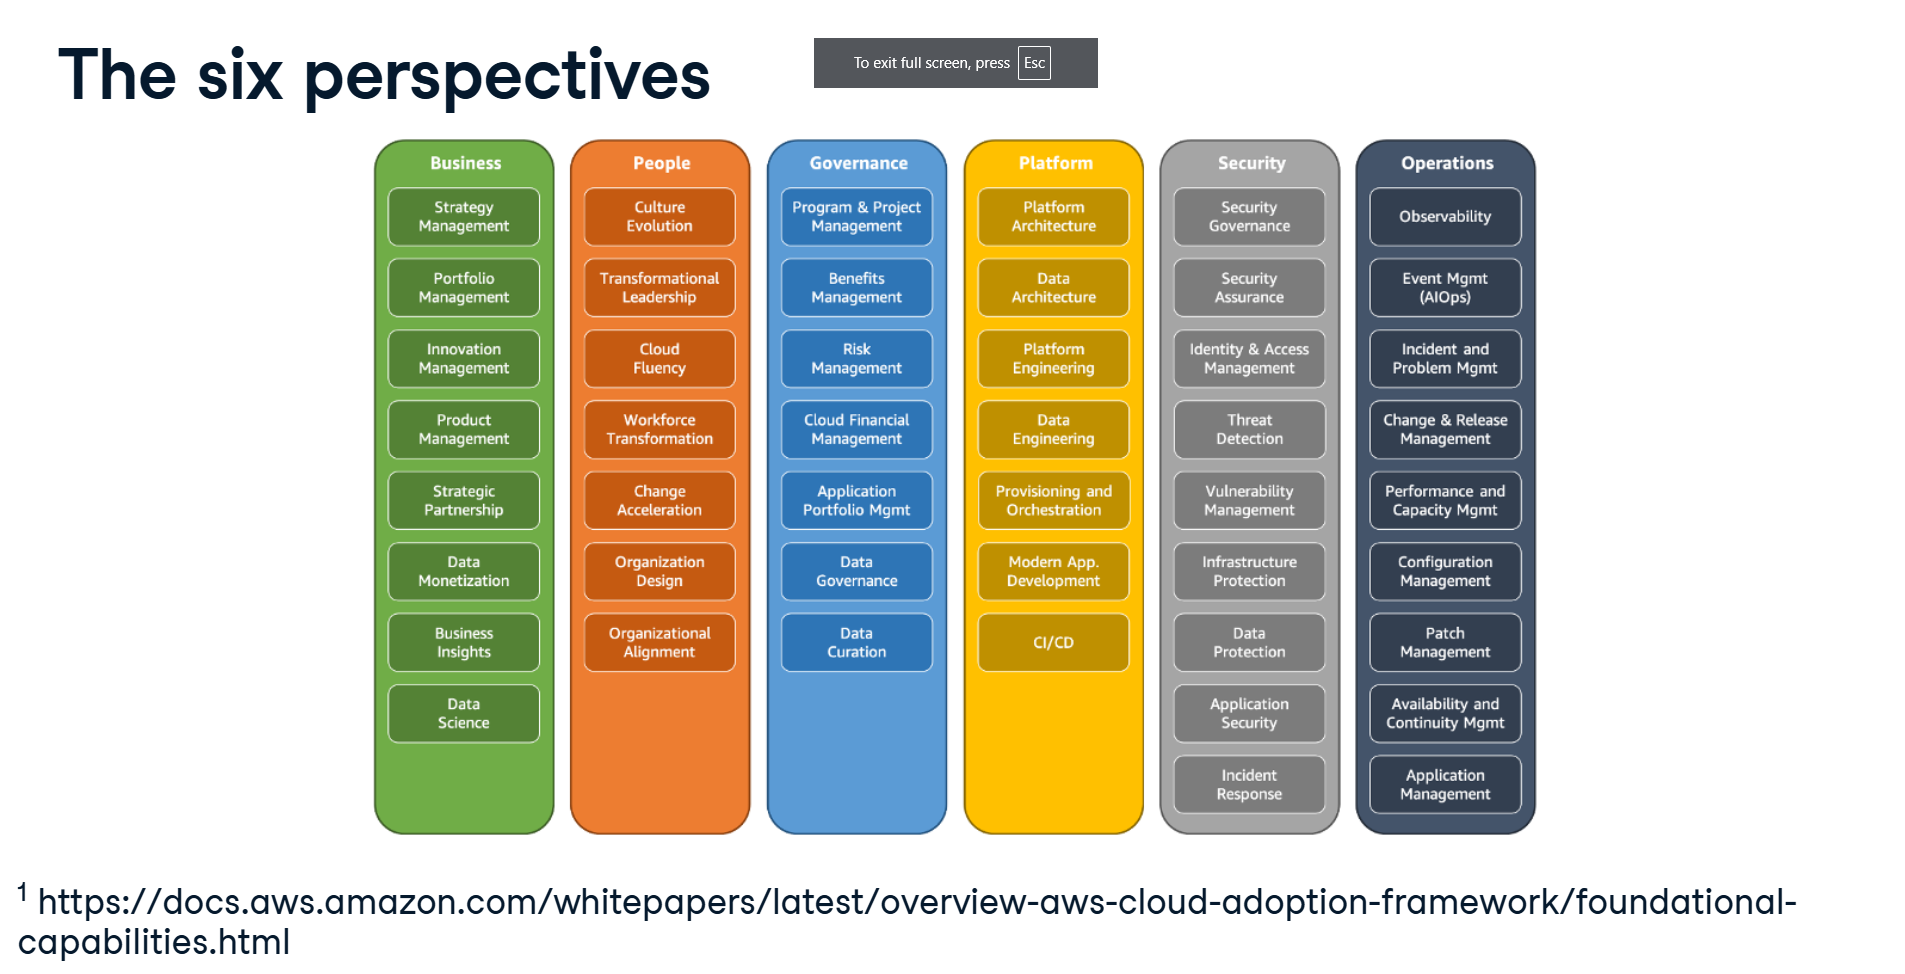 The six perspectives
To exit full screen, press Esc
Business
Strategy
Management
Portfolio
Management
Innovation
Management
Product
Management
Strategic
Partnership
Data
Monetization
Business
Insights
Data
Science
People
Culture
Evolution
Transformational
Leadership
Cloud
Fluency
Workforce
Transformation
Change
Acceleration
Organization
Design
Organizational
Alignment
Governance
Program & Project
Management
Benefits
Management
Risk
Management
Cloud Financial
Management
Application
Portfolio Mgmt
Data
Governance
Data
Curation
Platform
Platform
Architecture
Data
Architecture
Platform
Engineering
Data
Engineering
Provisioning and
Orchestration
Modern App.
Development
CI/CD
Security
Security
Governance
Security
Assurance
Identity & Access
Management
Threat
Detection
Vulnerability
Management
Infrastructure
Protection
Data
Protection
Application
Security
Incident
Response
Operations
Observability
Event Mgmt
(AIOps)
Incident and
Problem Mgmt
Change & Release
Management
Performance and
Capacity Mgmt
Configuration
Management
Patch
Management
Availability and
Continuity Mgmt
Application
Management
1 https://docs.aws.amazon.com/whitepapers/latest/overview-aws-cloud-adoption-framework/foundational-
capabilities.html